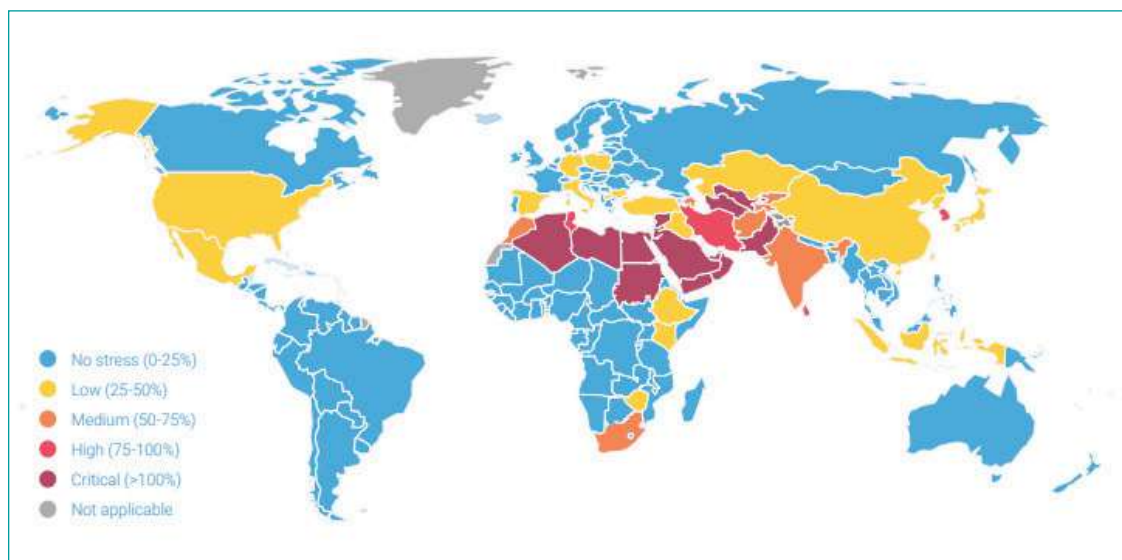 No stress (0-25%)
Low (25-50%)
Medium (50-75%)
High (75-100%)
Critical (>100%)
Not applicable